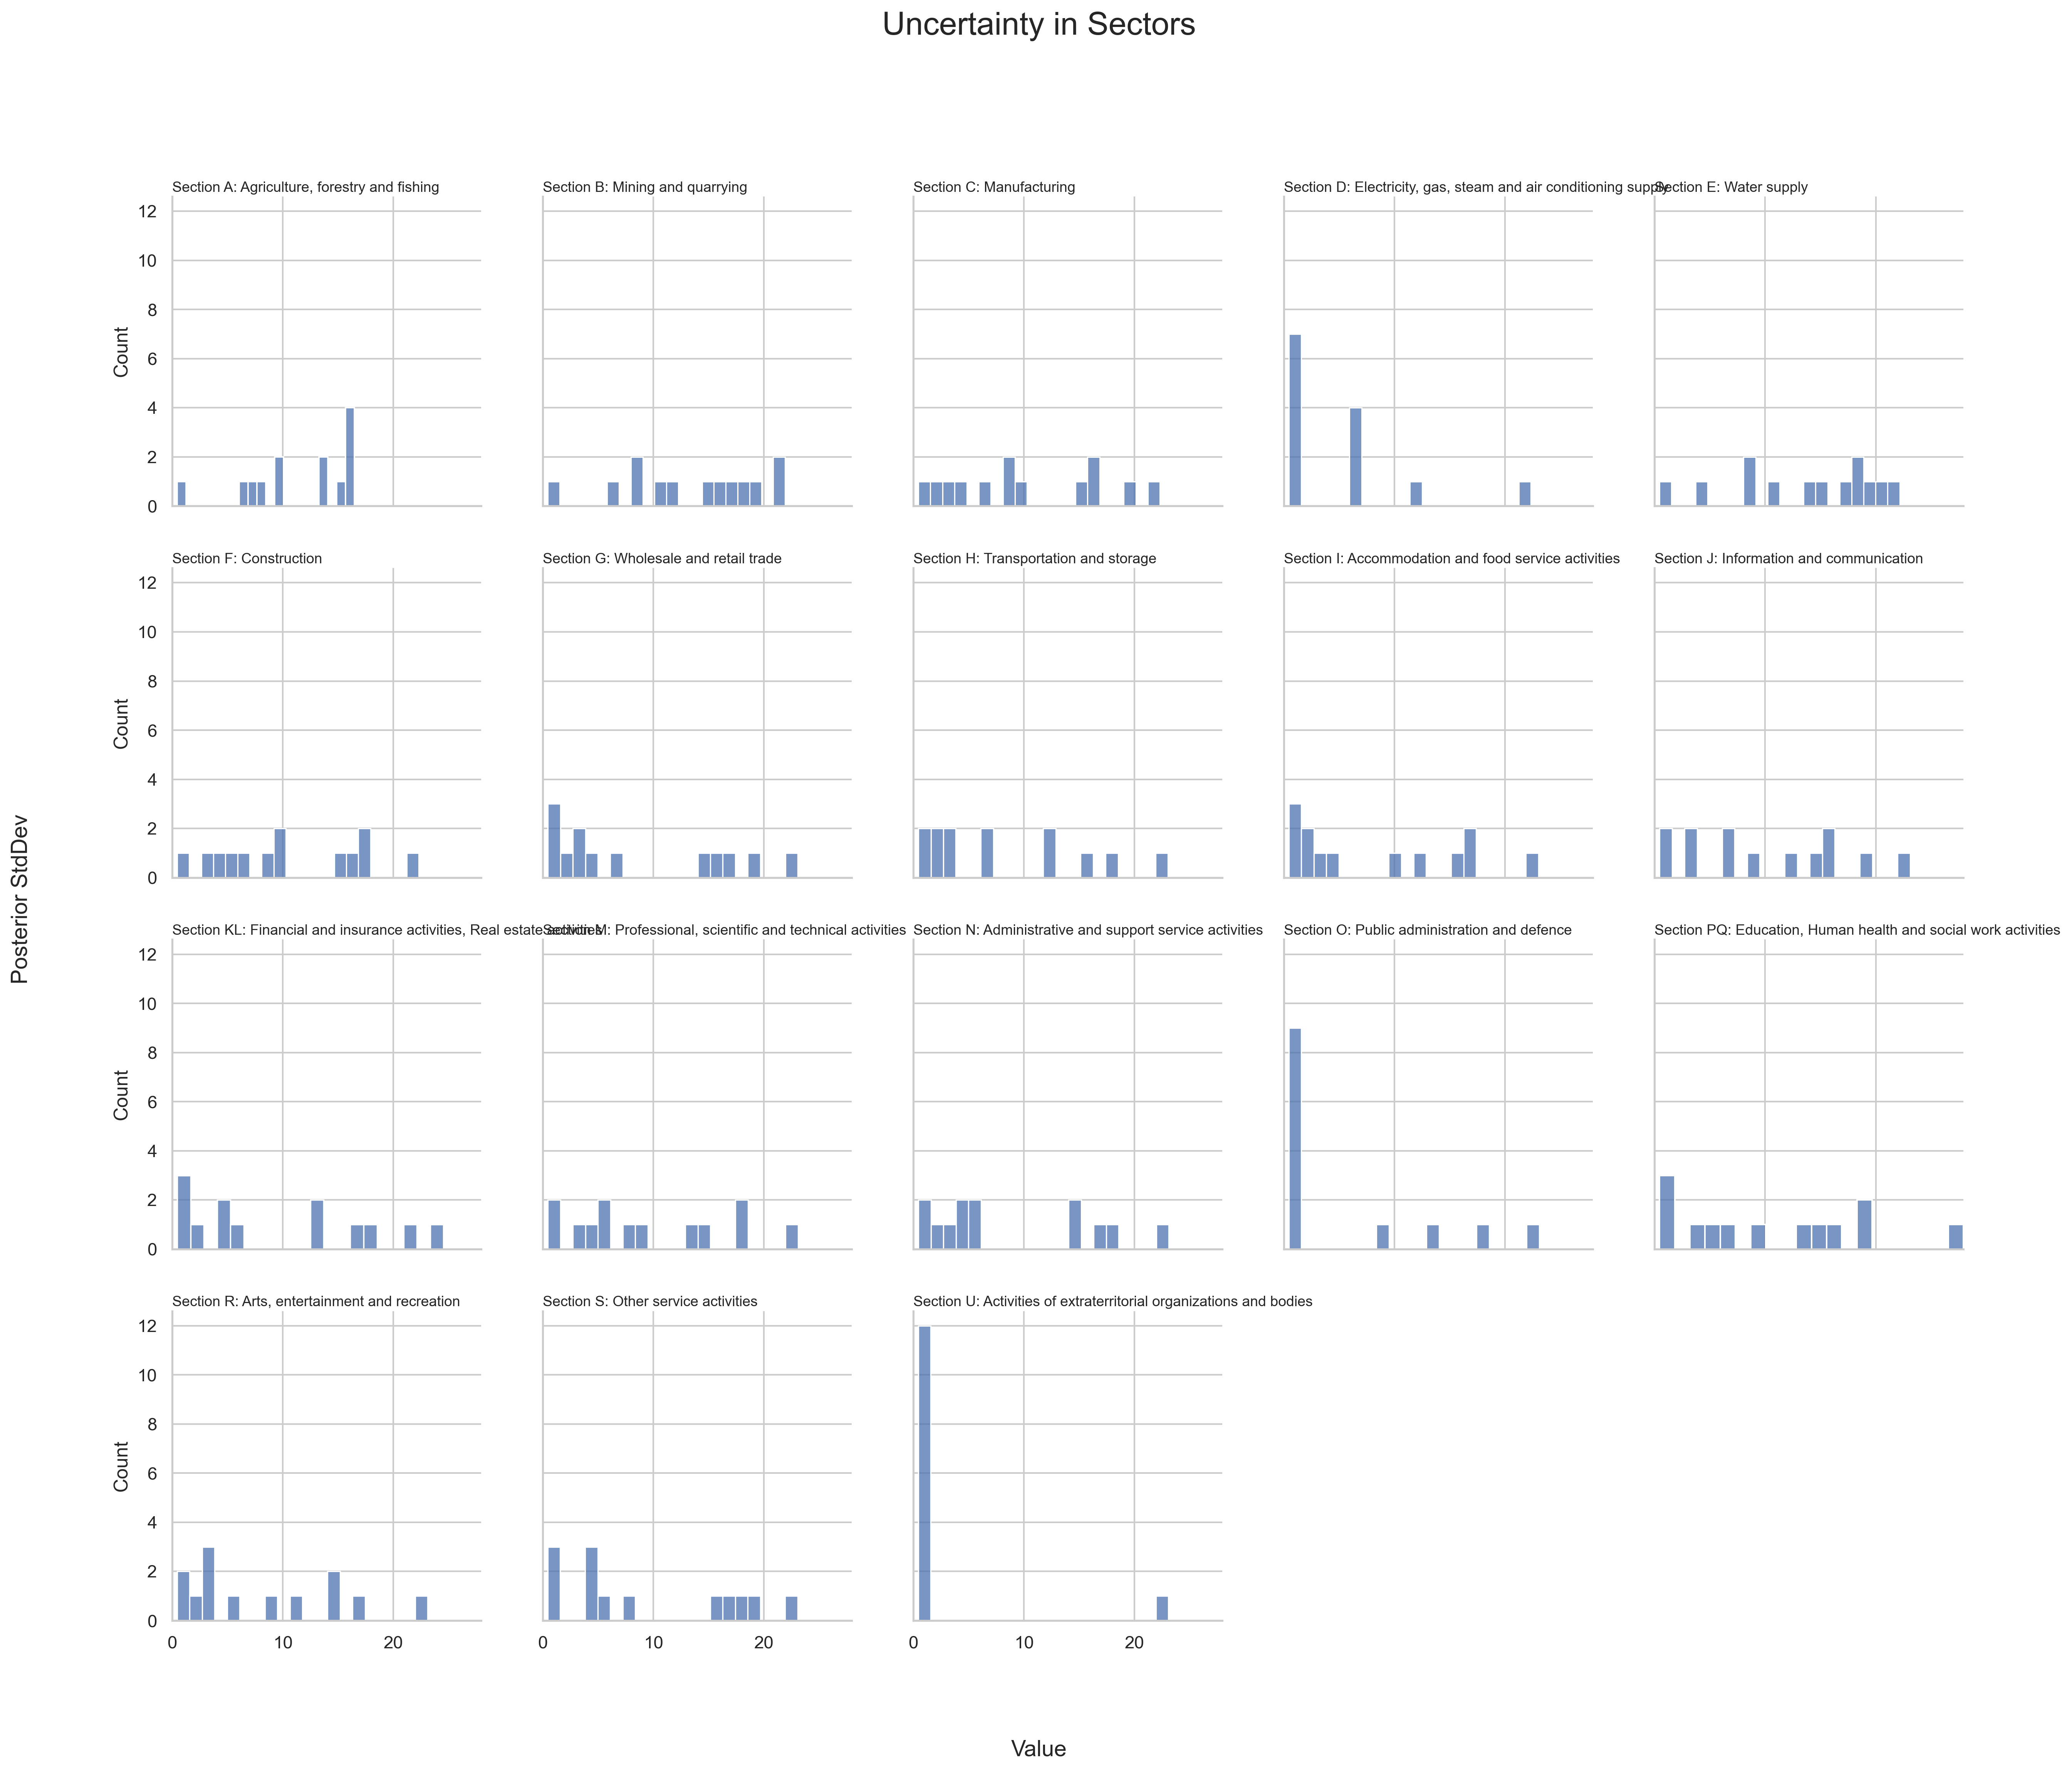 Uncertainty in Sectors
Section A: Agriculture, forestry and fishing
Section B: Mining and quarrying
Section C: Manufacturing
Section D: Electricity, gas, steam and air conditioning supply
Section E: Water supply
12
10
8
6
4
2
0
Count
Section F: Construction
Section G: Wholesale and retail trade
Section H: Transportation and storage
Section I: Accommodation and food service activities
Section J: Information and communication
12
10
8
6
4
2
0
Count
Posterior StdDev
Section KL: Financial and insurance activities, Real estate activities
Section M: Professional, scientific and technical activities
Section N: Administrative and support service activities
Section O: Public administration and defence
Section PQ: Education, Human health and social work activities
12
10
8
6
4
2
0
Count
Section R: Arts, entertainment and recreation
Section S: Other service activities
Section U: Activities of extraterritorial organizations and bodies
12
10
8
6
4
2
0
Count
0 10 20
0 10 20
0 10 20
Value